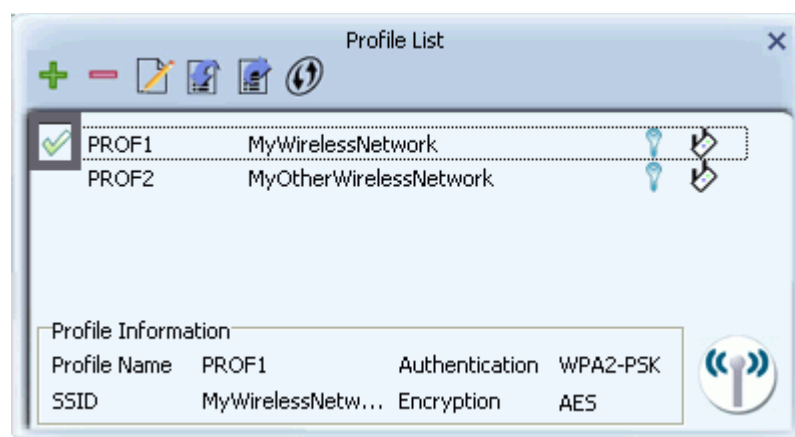 Profile List
PROF1 MyWirelessNetwork
PROF2 MyOtherWirelessNetwork
Profile Information
Profile Name PROF1 Authentication WPA2-PSK
SSID MyWirelessNetw... Encryption AES